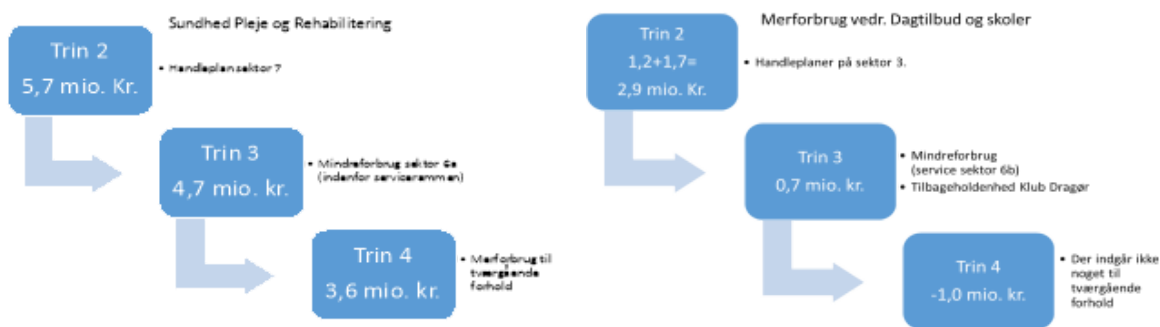 Sundhed Pleje og Rehabilitering
Trin 2
5,7 mio. Kr.
• Handleplan sektor 7
Trin 3
4,7 mio. kr.
• Mindreforbrug sektor 6a
(indenfor servicerammen)
Trin 4
3,6 mio. kr.
• Merforbrug til
tværgående
forhold
Merforbrug vedr. Dagtilbud og skoler
Trin 2
1,2+1,7=
2,9 mio. Kr.
• Handleplaner på sektor 3.
Trin 3
0,7 mio. kr.
• Mindreforbrug
(service sektor 6b)
• Tilbageholdenhed Klub Dragør
Trin 4
-1,0 mio. kr.
• Der indgår ikke
noget til
tværgående
forhold